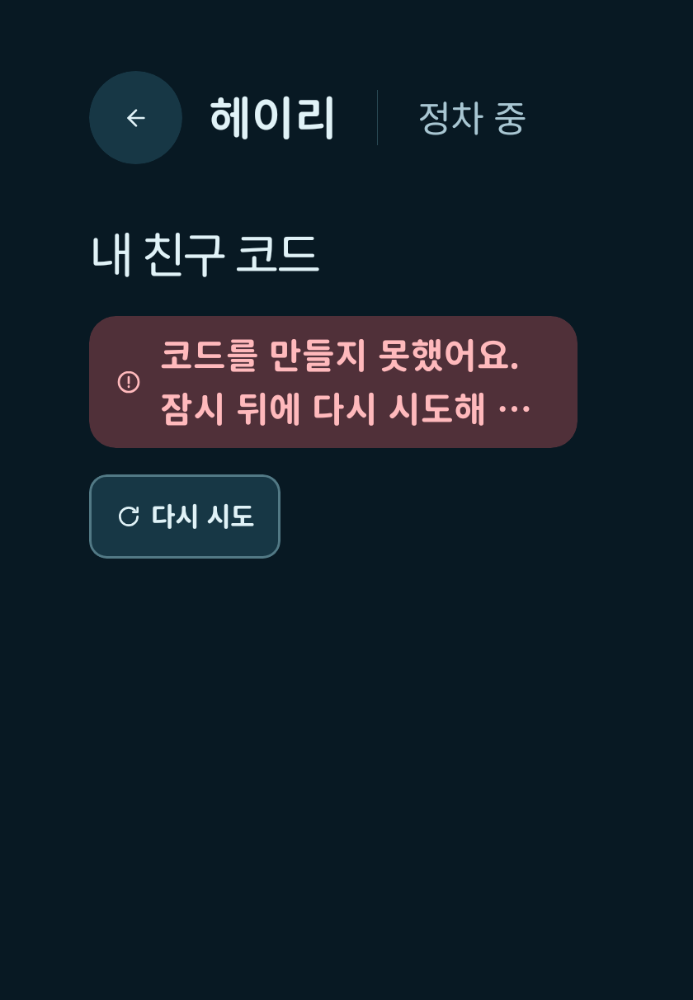 헤이리
정차 중
내 친구 코드
코드를 만들지 못했어요.
잠시 뒤에 다시 시도해 …
다시 시도